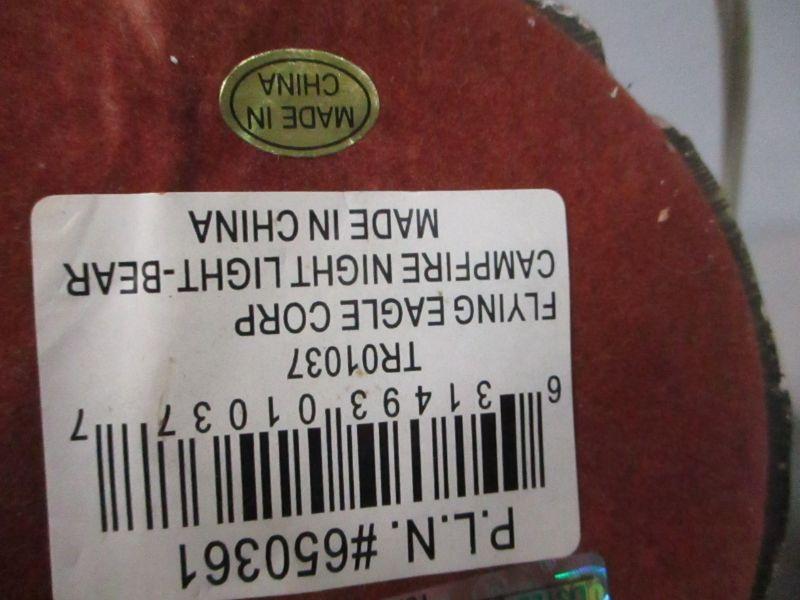 P.L.N. #650361
6 31493 01037 7
TR01037
FLYING EAGLE CORP
CAMPFIRE NIGHT LIGHT-BEAR
MADE IN CHINA
MADE IN
CHINA